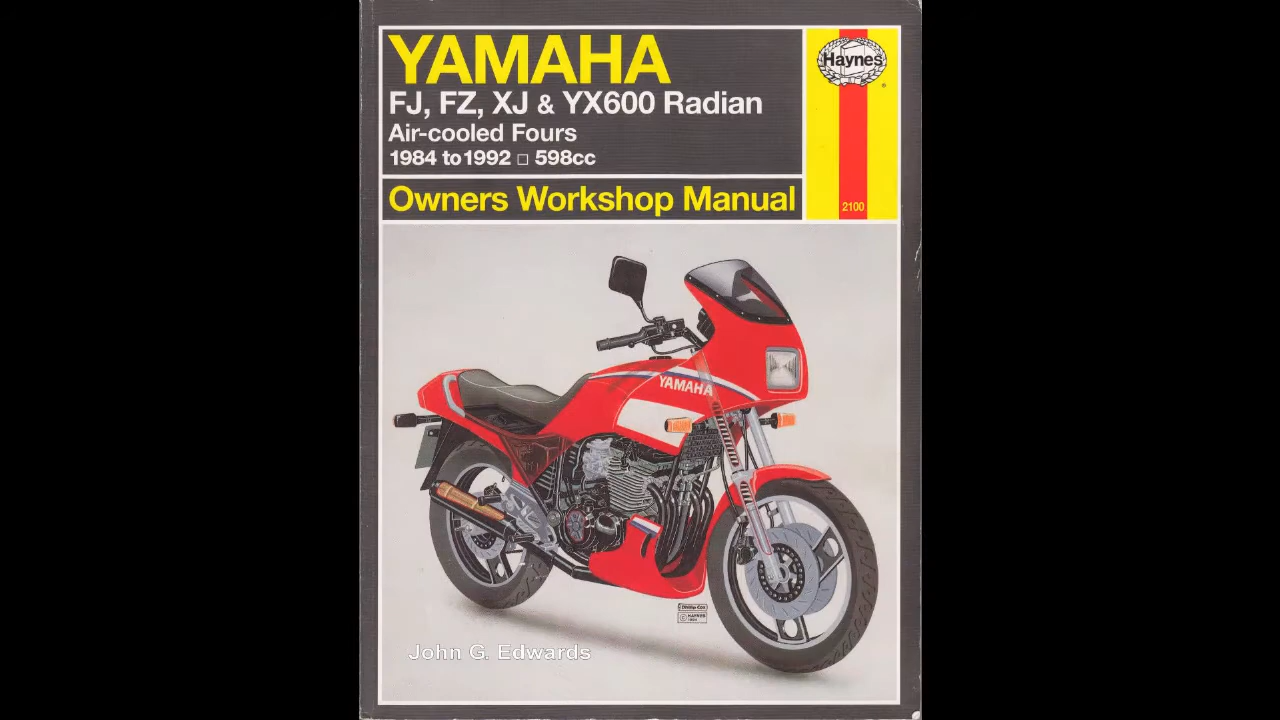 YAMAHA
FJ, FZ, XJ & YX600 Radian
Air-cooled Fours
1984 to 1992 □ 598cc
Owners Workshop Manual
Haynes
®
2100
YAMAHA
© HAYNES
John G. Edwards